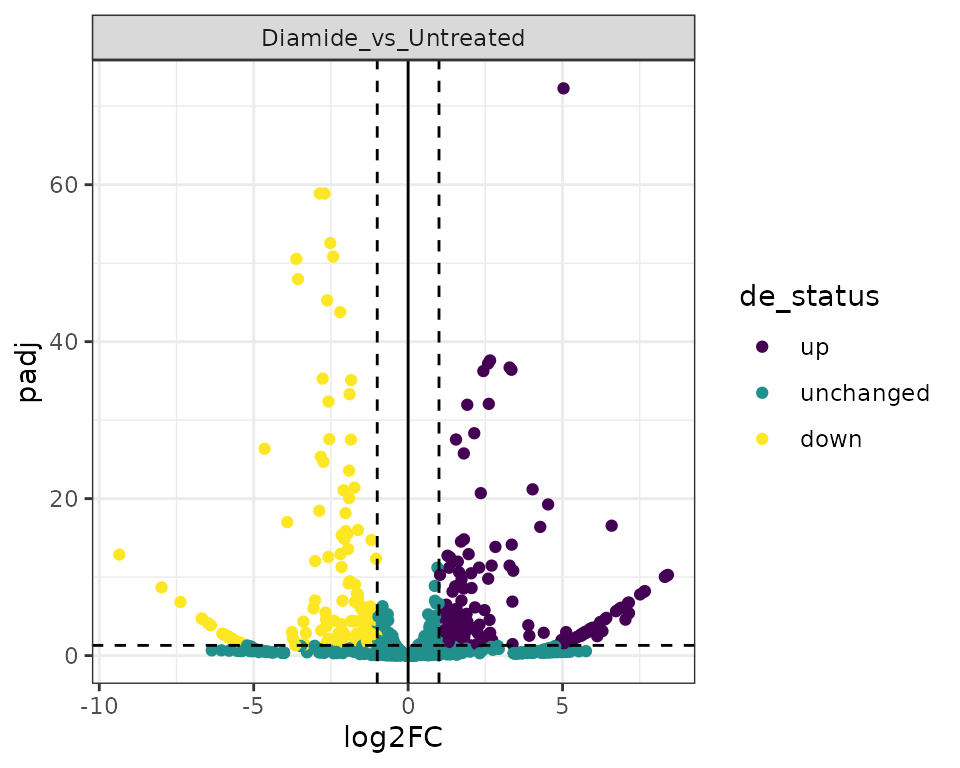 Diamide_vs_Untreated
60
40
20
0
padj
-10 -5 0 5
log2FC
de_status
up
unchanged
down